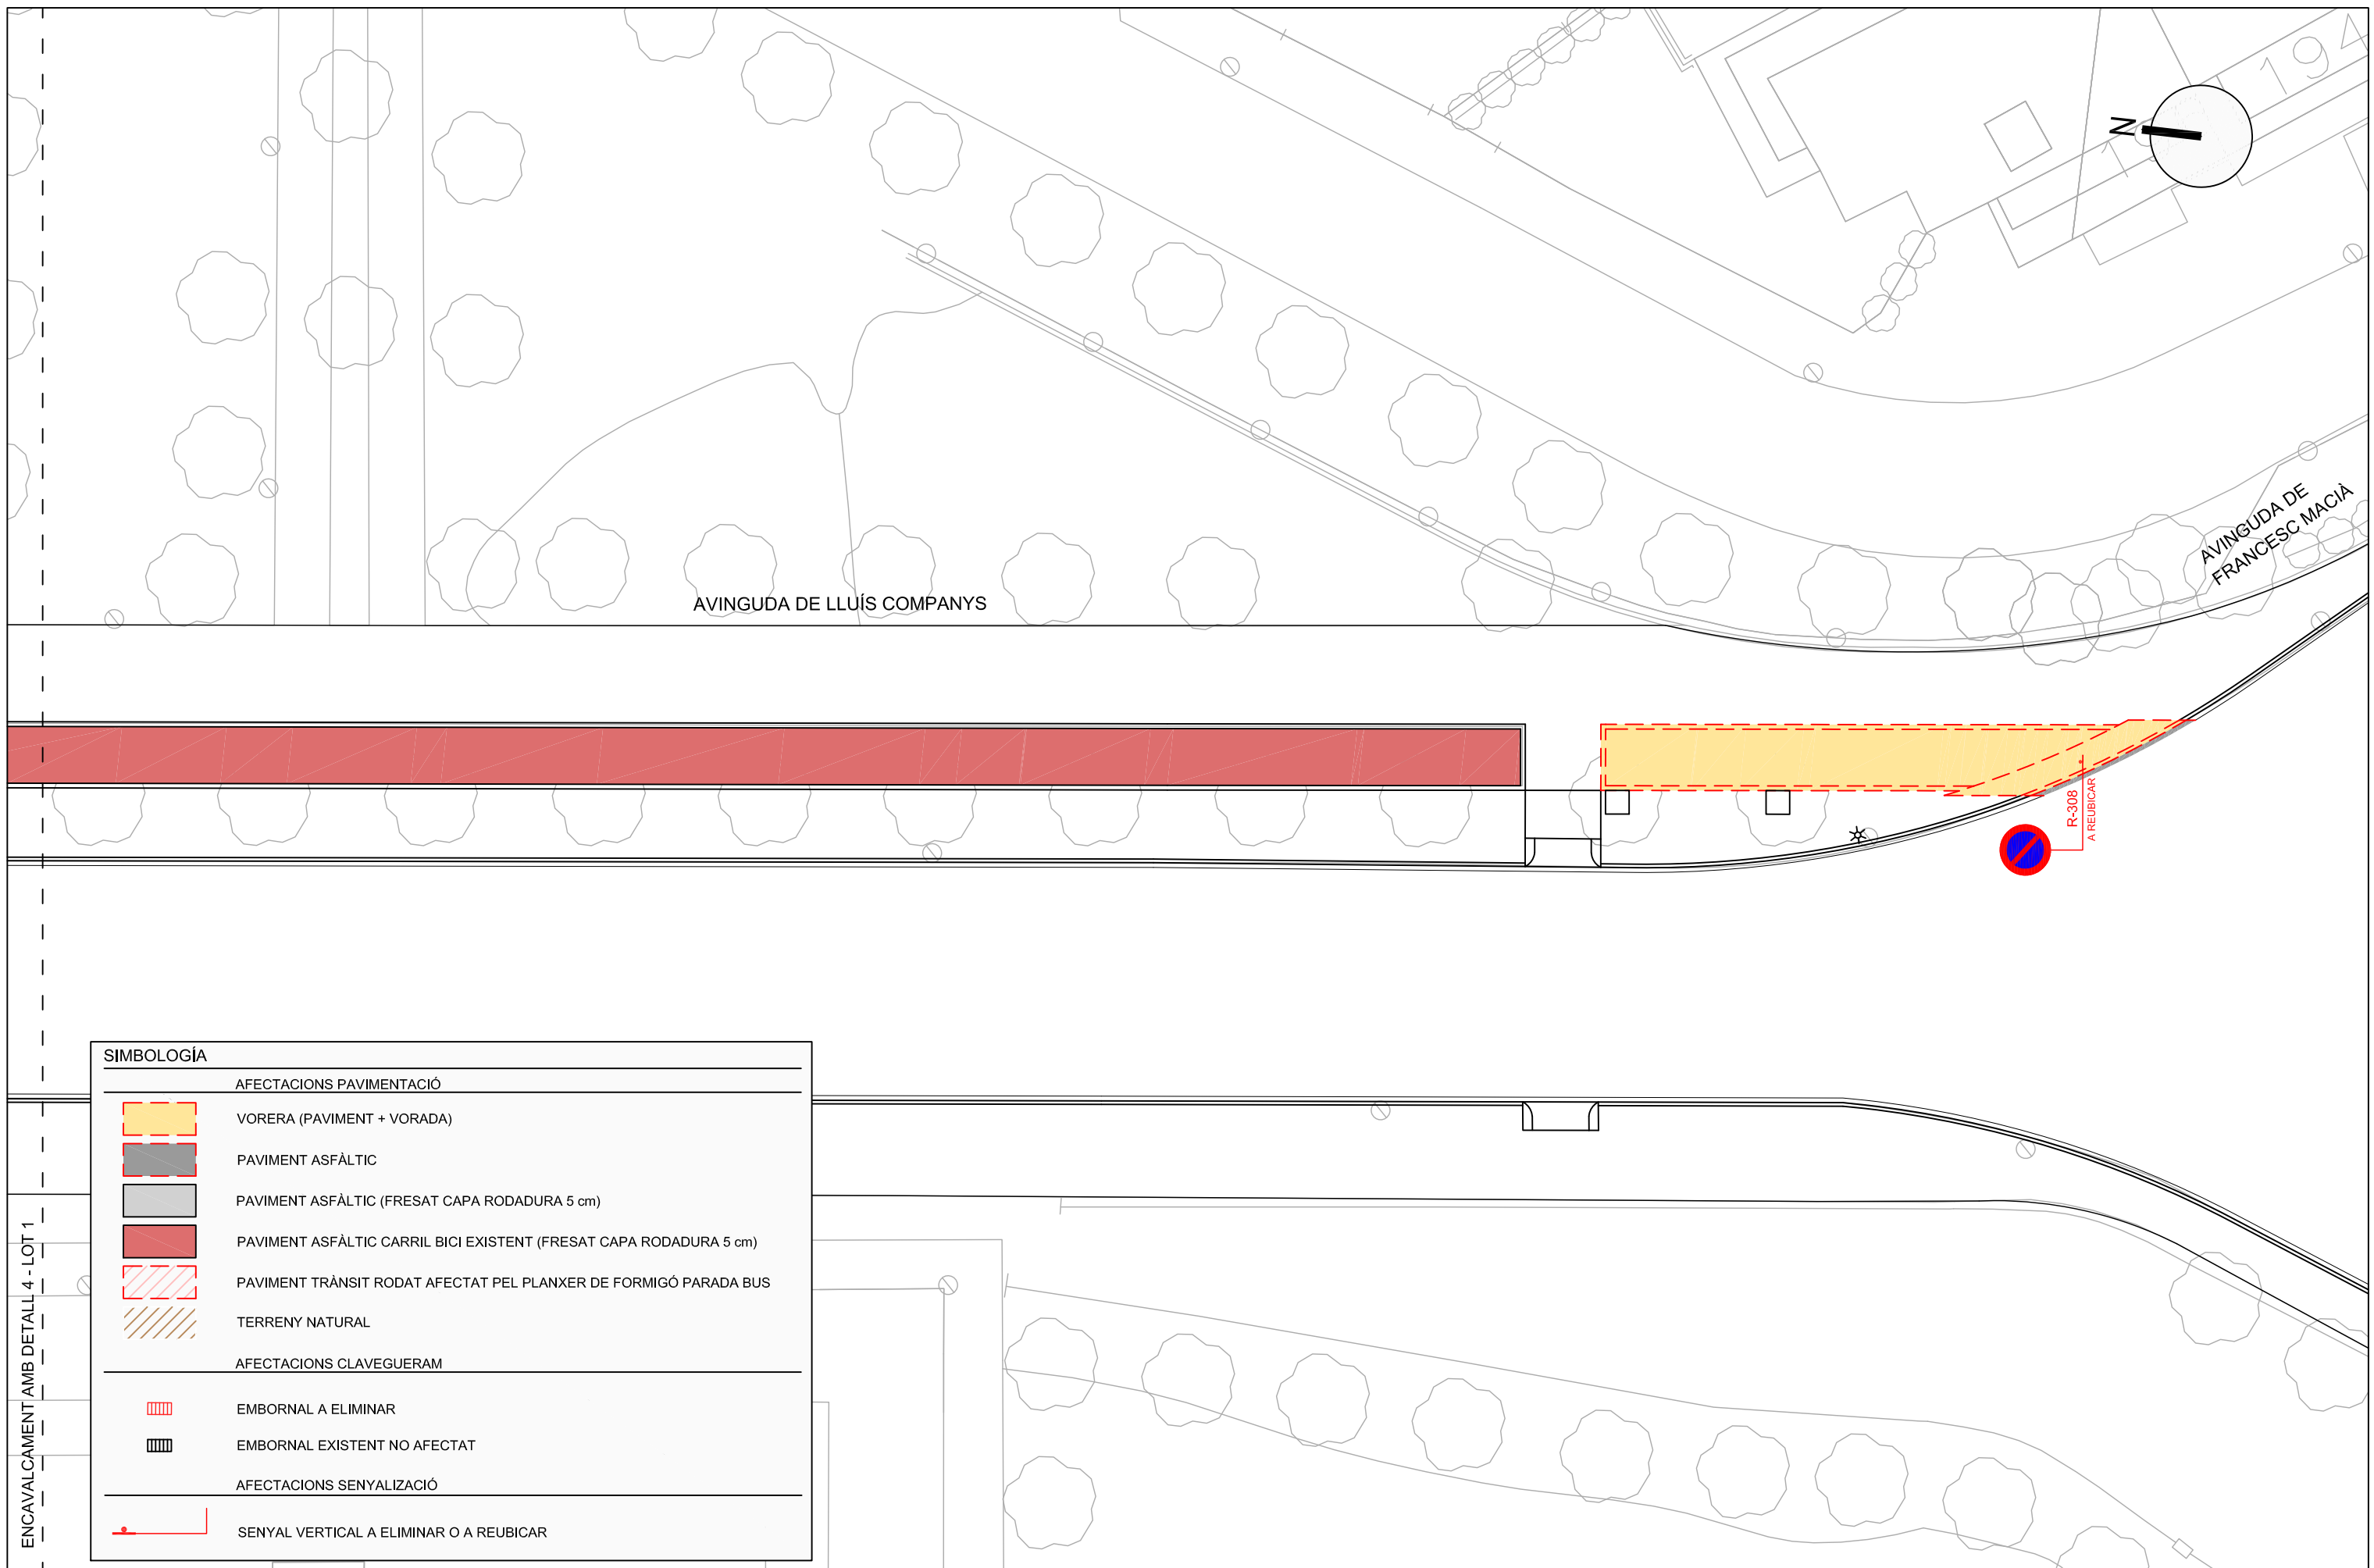 194
N
AVINGUDA DE
FRANCESC MACIÀ
AVINGUDA DE LLUÍS COMPANYS
R-308
A REUBICAR
ENCAVALCAMENT AMB DETALL 4 - LOT 1
SIMBOLOGÍA
AFECTACIONS PAVIMENTACIÓ
VORERA (PAVIMENT + VORADA)
PAVIMENT ASFÀLTIC
PAVIMENT ASFÀLTIC (FRESAT CAPA RODADURA 5 cm)
PAVIMENT ASFÀLTIC CARRIL BICI EXISTENT (FRESAT CAPA RODADURA 5 cm)
PAVIMENT TRÀNSIT RODAT AFECTAT PEL PLANXER DE FORMIGÓ PARADA BUS
TERRENY NATURAL
AFECTACIONS CLAVEGUERAM
EMBORNAL A ELIMINAR
EMBORNAL EXISTENT NO AFECTAT
AFECTACIONS SENYALIZACIÓ
SENYAL VERTICAL A ELIMINAR O A REUBICAR